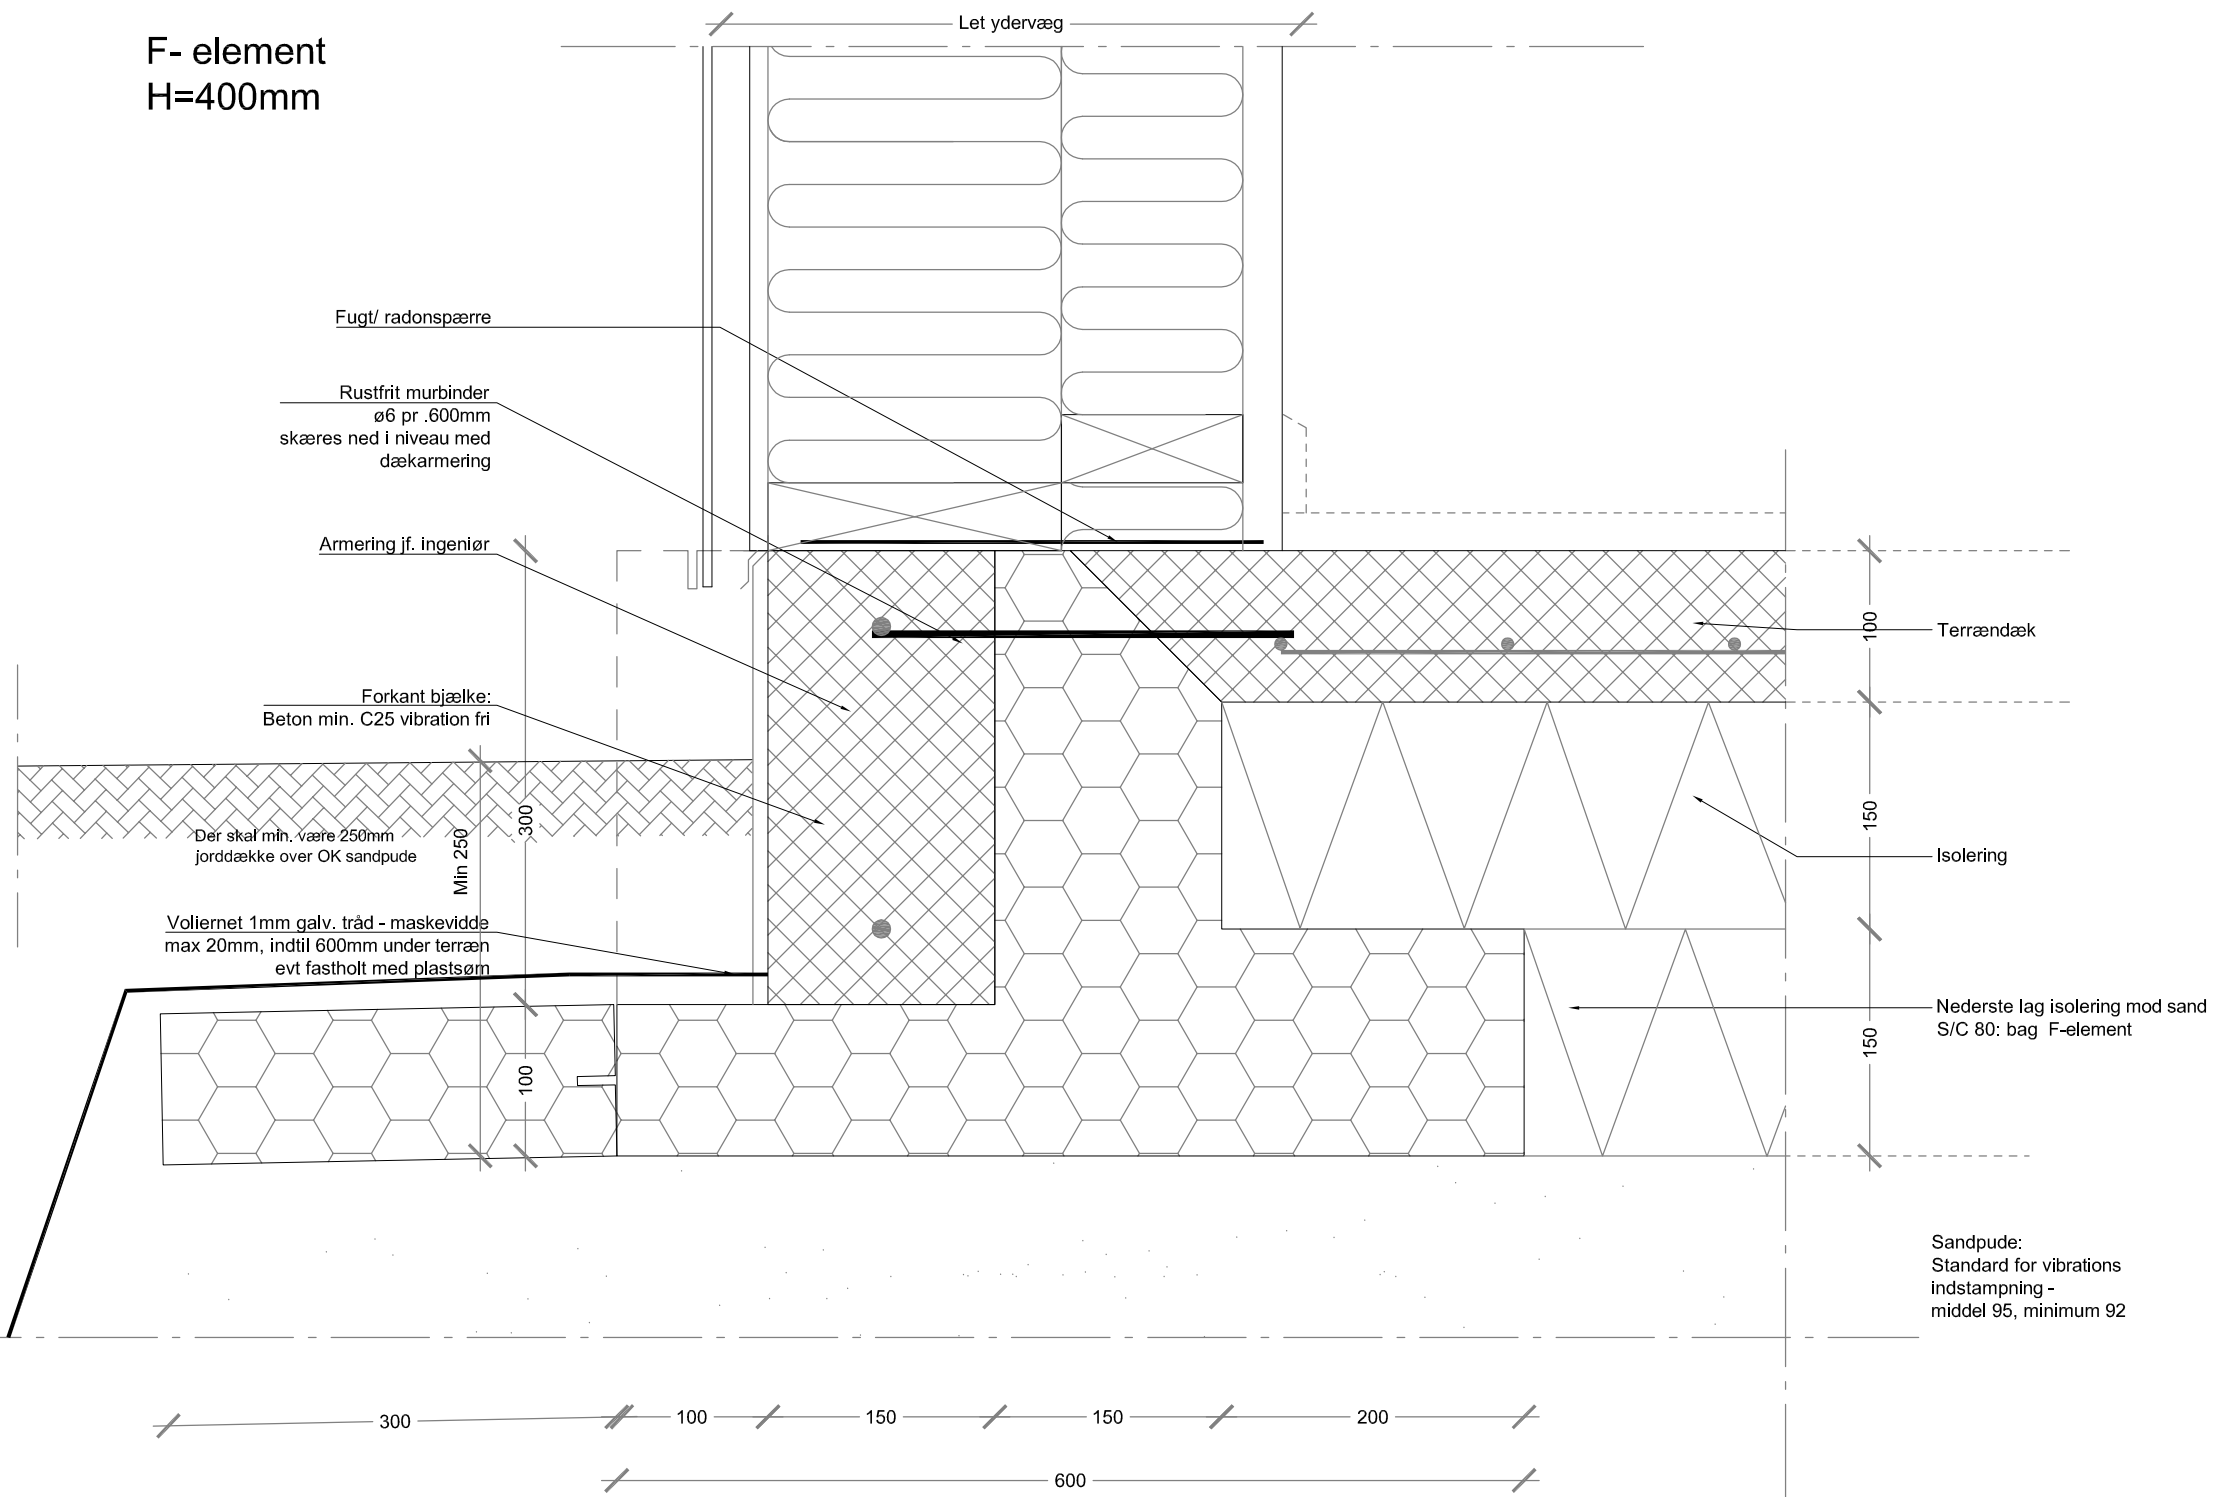 Let ydervæg
F- element
H=400mm
Fugt/ radonspærre
Rustfrit murbinder
ø6 pr .600mm
skæres ned i niveau med
dækarmering
Armering jf. ingeniør
Forkant bjælke:
Beton min. C25 vibration fri
Der skal min. være 250mm
jorddække over OK sandpude
Min 250
300
Voliernet 1mm galv. tråd - maskevidde
max 20mm, indtil 600mm under terræn
evt fastholt med plastsøm
100
100
Terrændæk
150
Isolering
150
Nederste lag isolering mod sand
S/C 80: bag F-element
Sandpude:
Standard for vibrations
indstampning -
middel 95, minimum 92
300
100
150
150
200
600